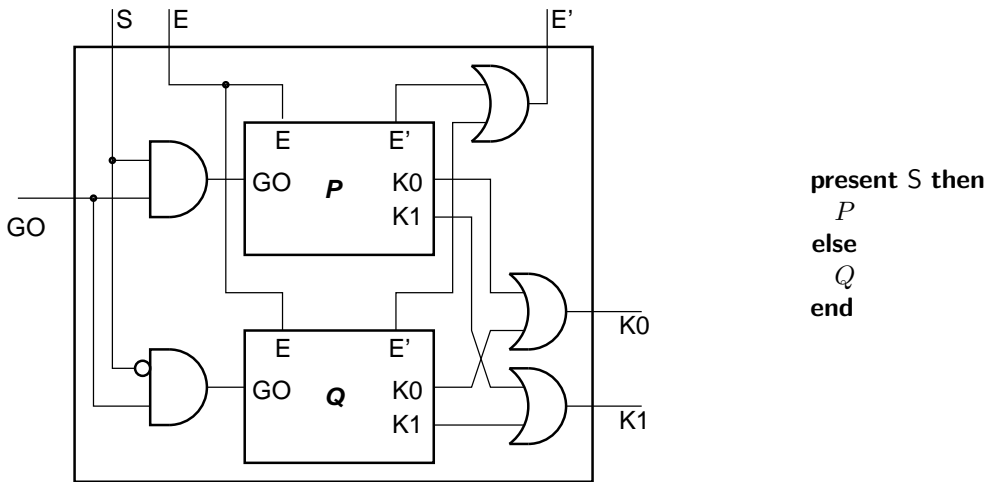 S E E’
E E’
GO P K0
K1
GO
K0
E E’
GO Q K0
K1
K1
present S then
P
else
Q
end